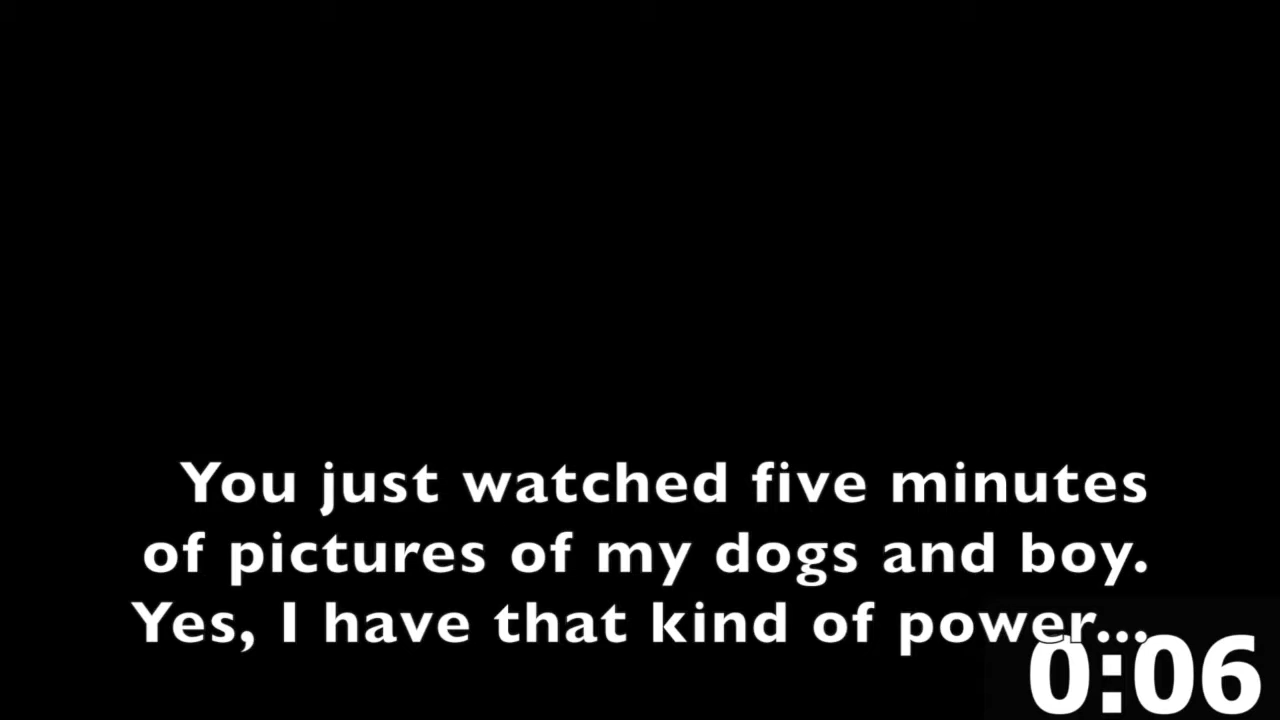 You just watched five minutes
of pictures of my dogs and boy.
Yes, I have that kind of power...
0:06